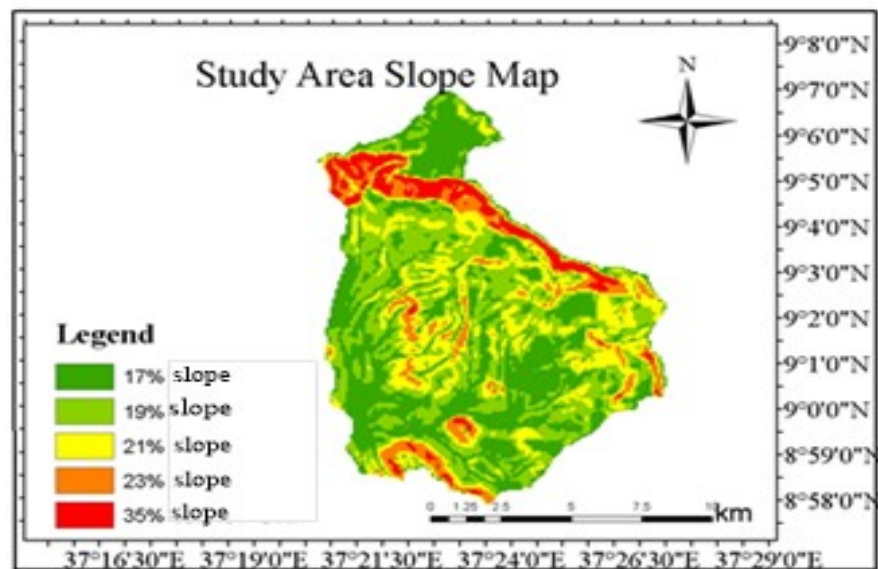 Study Area Slope Map
N
9°8'0"N
9°7'0"N
9°6'0"N
9°5'0"N
9°4'0"N
9°3'0"N
9°2'0"N
9°1'0"N
9°0'0"N
8°59'0"N
8°58'0"N
Legend
17% slope
19% slope
21% slope
23% slope
35% slope
0 1.25 2.5 5 7.5 10 km
37°16'30"E 37°19'0"E 37°21'30"E 37°24'0"E 37°26'30"E 37°29'0"E